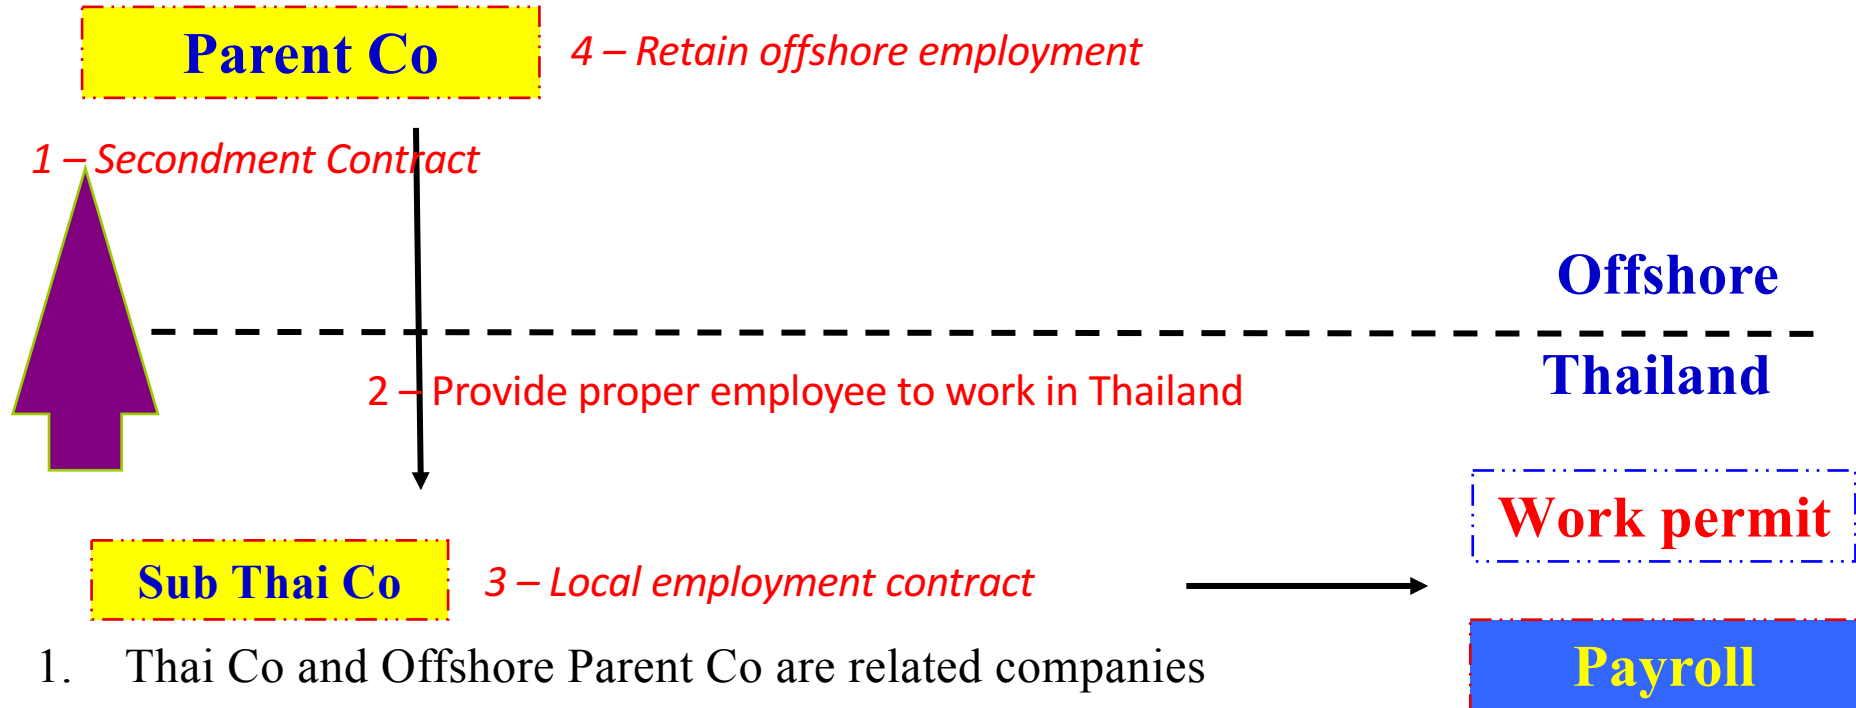 Parent Co
4 – Retain offshore employment
1 – Secondment Contract
Offshore
Thailand
2 – Provide proper employee to work in Thailand
Work permit
Sub Thai Co
3 – Local employment contract
1. Thai Co and Offshore Parent Co are related companies
Payroll